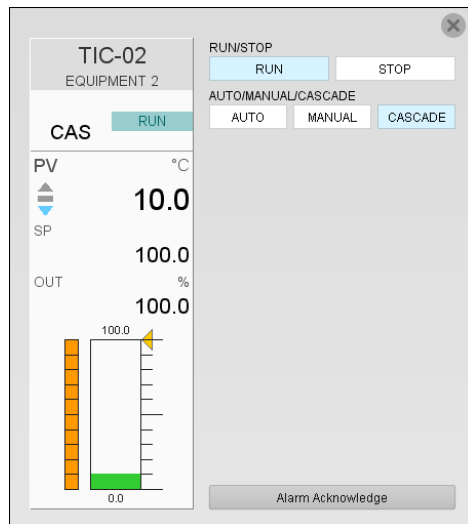 TIC-02
EQUIPMENT 2
CAS
RUN
PV
°C
10.0
SP
100.0
OUT
%
100.0
100.0
0.0
RUN/STOP
RUN
STOP
AUTO/MANUAL/CASCADE
AUTO
MANUAL
CASCADE
Alarm Acknowledge